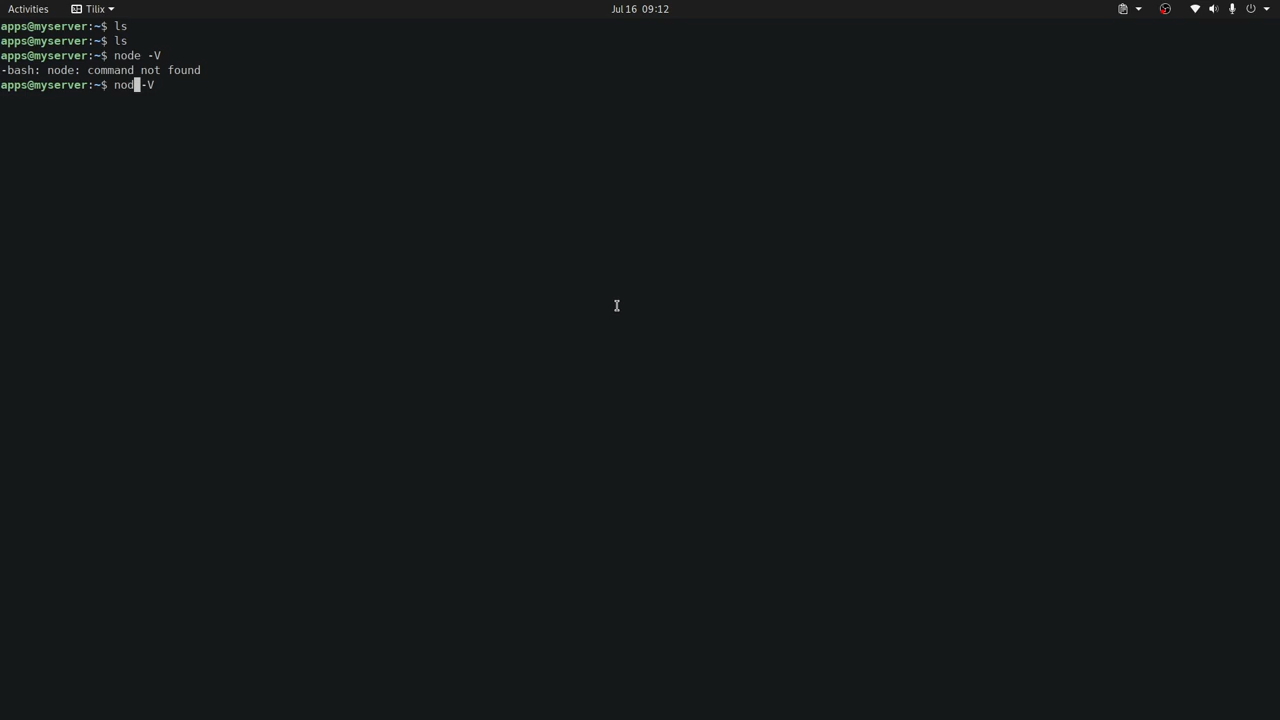 Activities Tilix Jul 16 09:12
apps@myserver:~$ ls
apps@myserver:~$ ls
apps@myserver:~$ node -V
-bash: node: command not found
apps@myserver:~$ nod -V